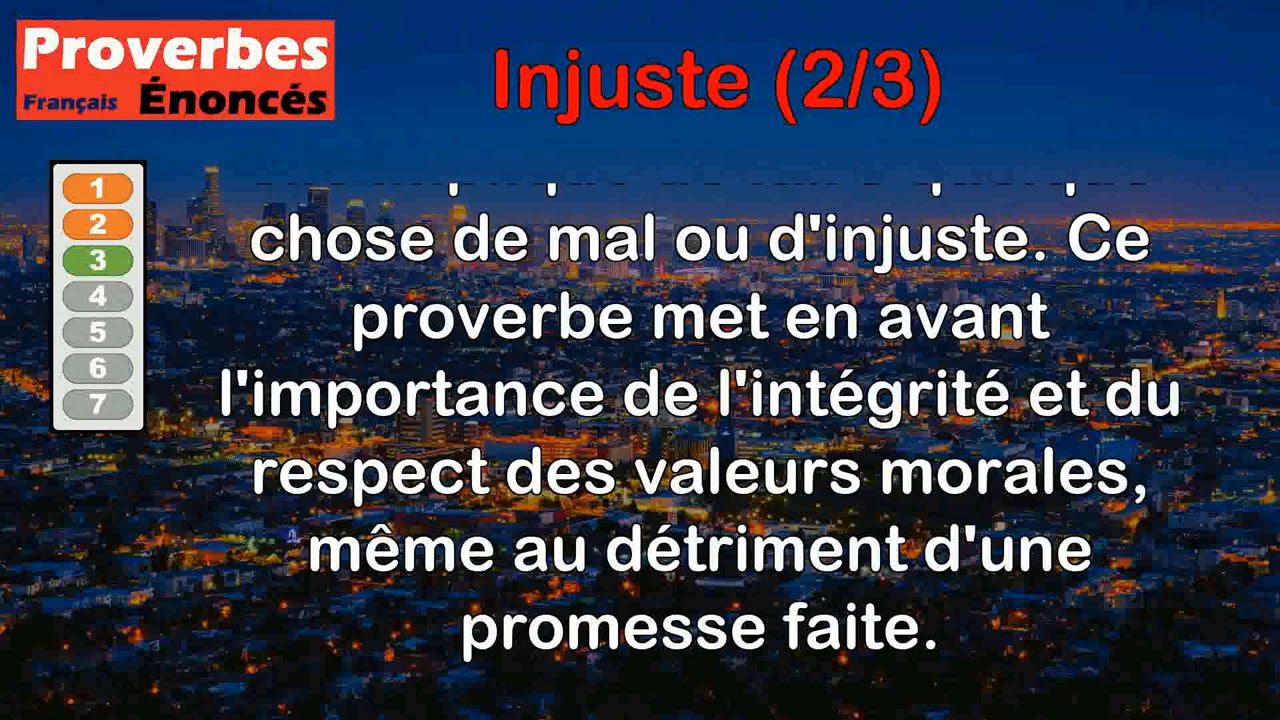 Proverbes
Français Énoncés
Injuste (2/3)
1
2
3
4
5
6
7
chose de mal ou d'injuste. Ce
proverbe met en avant
l'importance de l'intégrité et du
respect des valeurs morales,
même au détriment d'une
promesse faite.